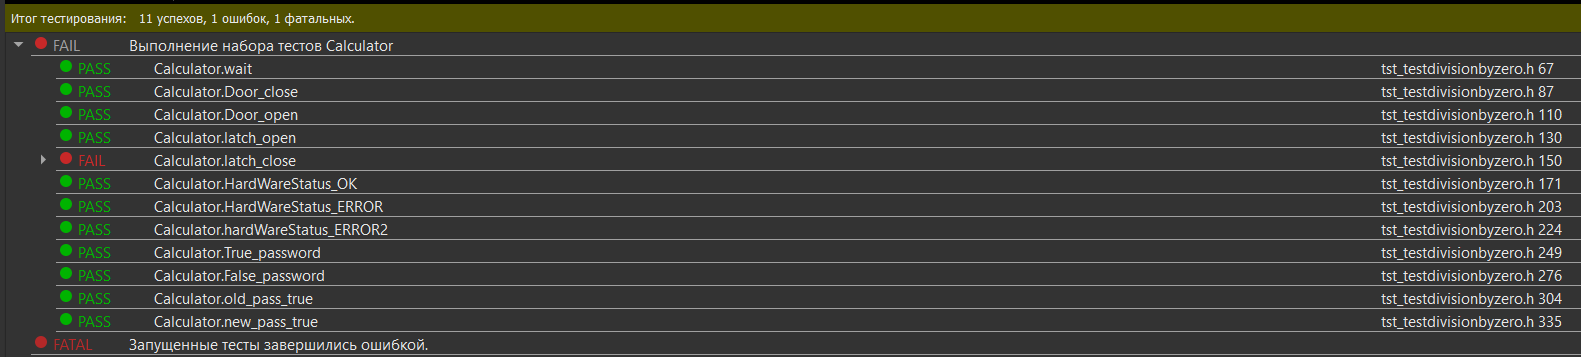 Итог тестирования: 11 успехов, 1 ошибок, 1 фатальных.
FAIL Выполнение набора тестов Calculator
PASS Calculator.wait tst_testdivisionbyzero.h 67
PASS Calculator.Door_close tst_testdivisionbyzero.h 87
PASS Calculator.Door_open tst_testdivisionbyzero.h 110
PASS Calculator.latch_open tst_testdivisionbyzero.h 130
FAIL Calculator.latch_close tst_testdivisionbyzero.h 150
PASS Calculator.HardWareStatus_OK tst_testdivisionbyzero.h 171
PASS Calculator.HardWareStatus_ERROR tst_testdivisionbyzero.h 203
PASS Calculator.hardWareStatus_ERROR2 tst_testdivisionbyzero.h 224
PASS Calculator.True_password tst_testdivisionbyzero.h 249
PASS Calculator.False_password tst_testdivisionbyzero.h 276
PASS Calculator.old_pass_true tst_testdivisionbyzero.h 304
PASS Calculator.new_pass_true tst_testdivisionbyzero.h 335
FATAL Запущенные тесты завершились ошибкой.